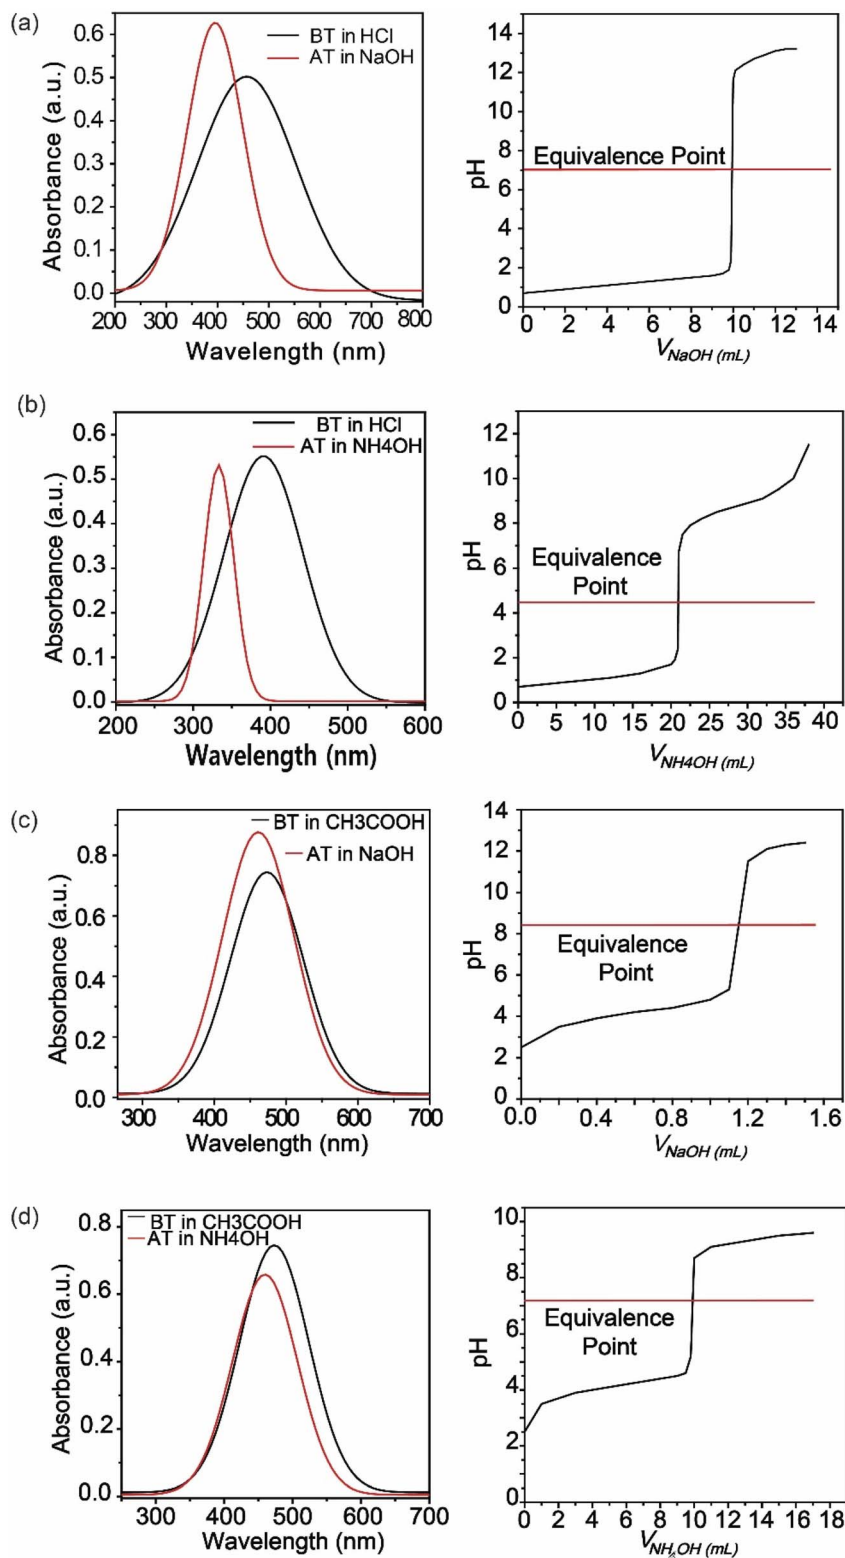 (a)
BT in HCl
AT in NaOH
Absorbance (a.u.)
0.6
0.5
0.4
0.3
0.2
0.1
0.0
200 300 400 500 600 700 800
Wavelength (nm)
pH
14
12
10
8
6
4
2
0
Equivalence Point
0 2 4 6 8 10 12 14
VNaOH (mL)
(b)
BT in HCl
AT in NH4OH
Absorbance (a.u.)
0.6
0.5
0.4
0.3
0.2
0.1
0.0
200 300 400 500 600
Wavelength (nm)
pH
12
10
8
6
4
2
0
Equivalence
Point
0 5 10 15 20 25 30 35 40
VNH4OH (mL)
(c)
BT in CH3COOH
AT in NaOH
Absorbance (a.u.)
0.8
0.6
0.4
0.2
0.0
300 400 500 600 700
Wavelength (nm)
pH
14
12
10
8
6
4
2
0
Equivalence
Point
0.0 0.4 0.8 1.2 1.6
VNaOH (mL)
(d)
BT in CH3COOH
AT in NH4OH
Absorbance (a.u.)
0.8
0.6
0.4
0.2
0.0
300 400 500 600 700
Wavelength (nm)
pH
10
8
6
4
2
0
Equivalence
Point
0 2 4 6 8 10 12 14 16 18
VNH4OH (mL)